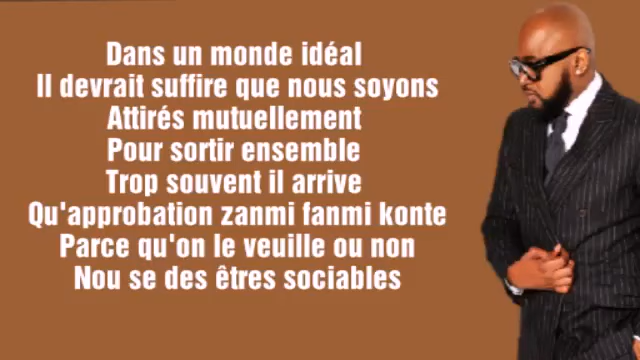 Dans un monde idéal
Il devrait suffire que nous soyons
Attirés mutuellement
Pour sortir ensemble
Trop souvent il arrive
Qu'approbation zanmi fanmi konte
Parce qu'on le veuille ou non
Nou se des êtres sociables